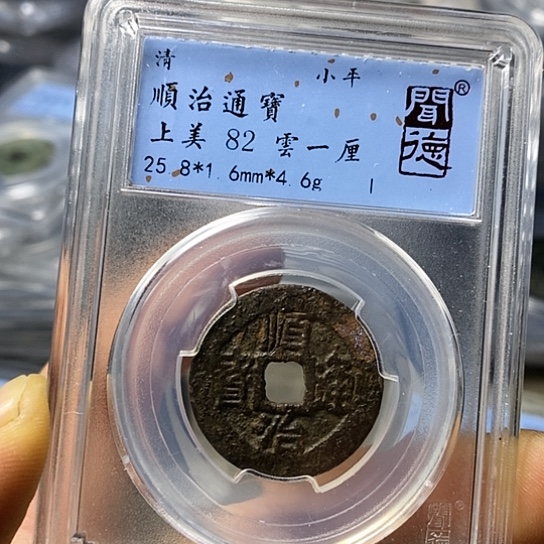 清 小平
順治通寶
上美 82 雲一厘
25.8*1.6mm*4.6g
聞德®
順治通寶